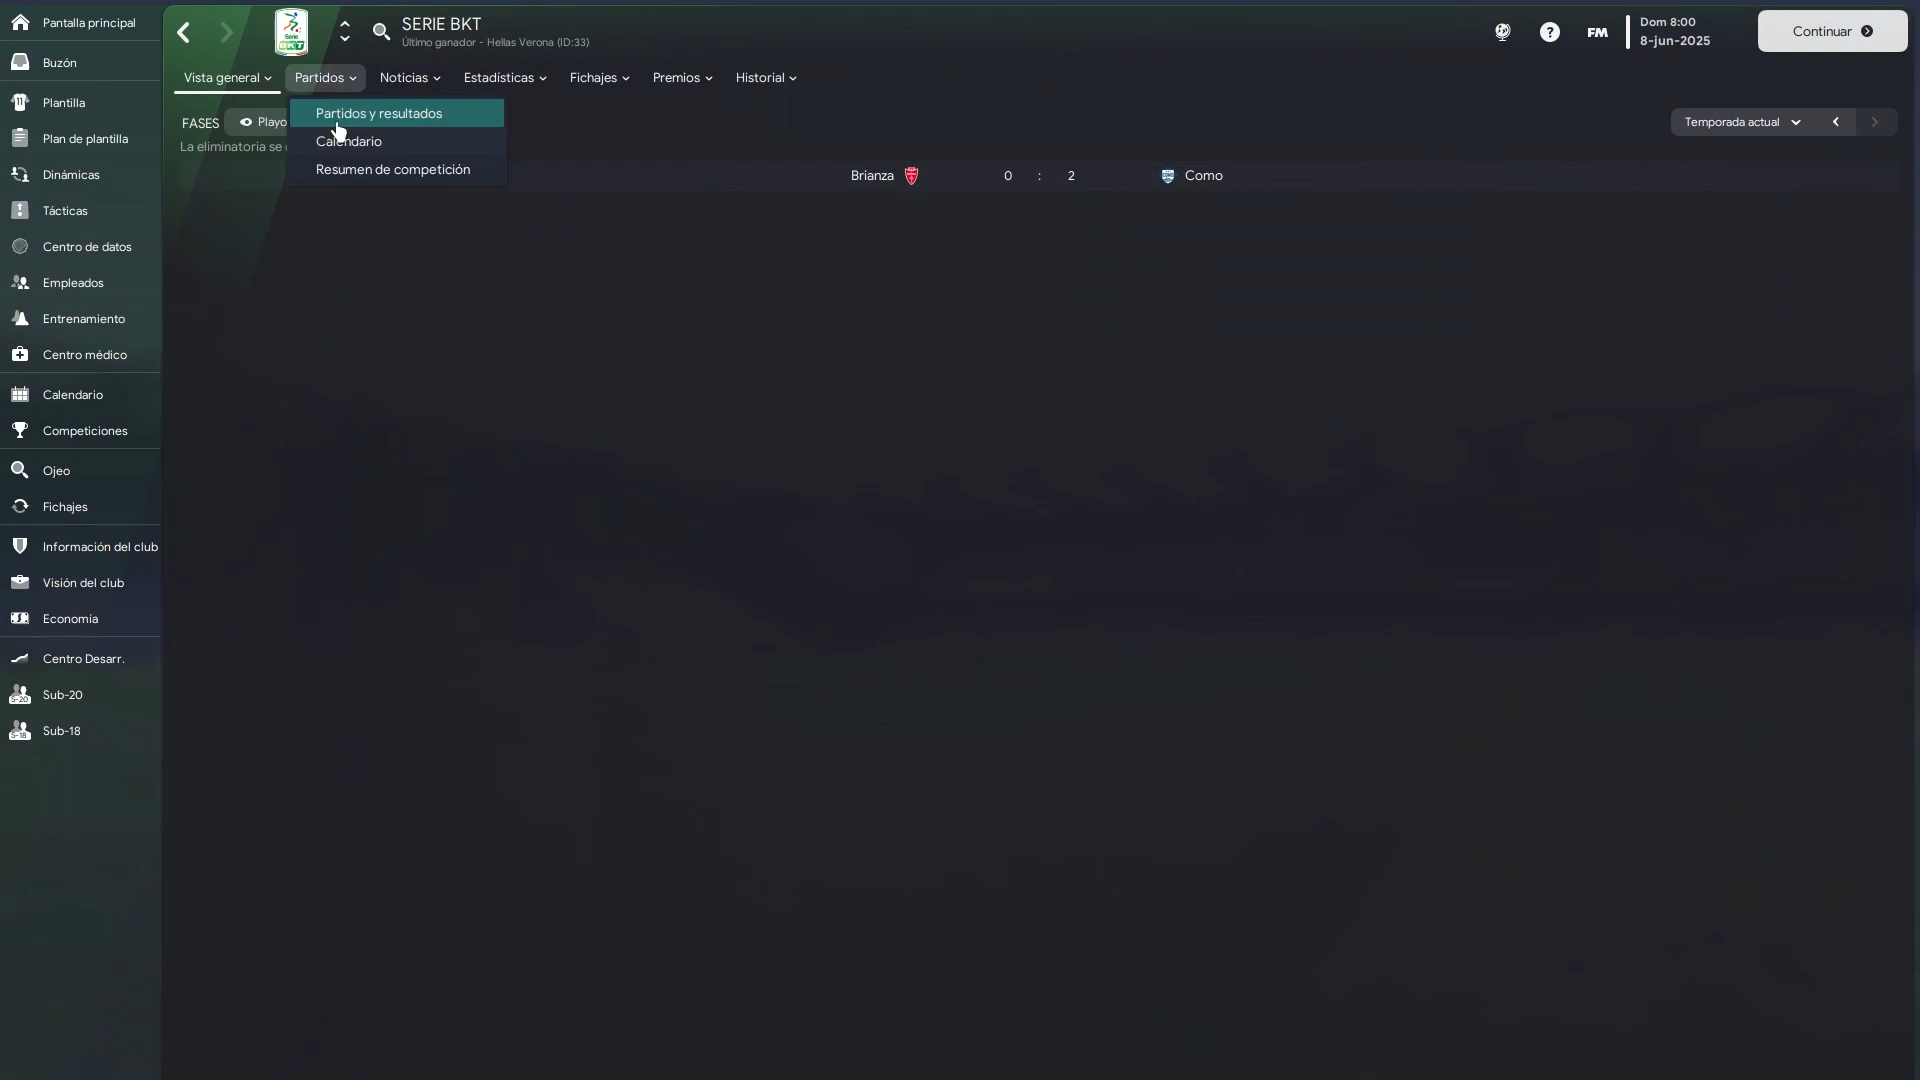 Pantalla principal
Buzón
Plantilla
Plan de plantilla
Dinámicas
Tácticas
Centro de datos
Empleados
Entrenamiento
Centro médico
Calendario
Competiciones
Ojeo
Fichajes
Información del club
Visión del club
Economía
Centro Desarr.
Sub-20
Sub-18
Serie
BKT
SERIE BKT
Último ganador - Hellas Verona (ID:33)
FM
Dom 8:00
8-jun-2025
Continuar
Vista general
Partidos
Noticias
Estadísticas
Fichajes
Premios
Historial
Partidos y resultados
Calendario
Resumen de competición
FASES
Playo
La eliminatoria se
Temporada actual
Brianza 0 : 2 Como